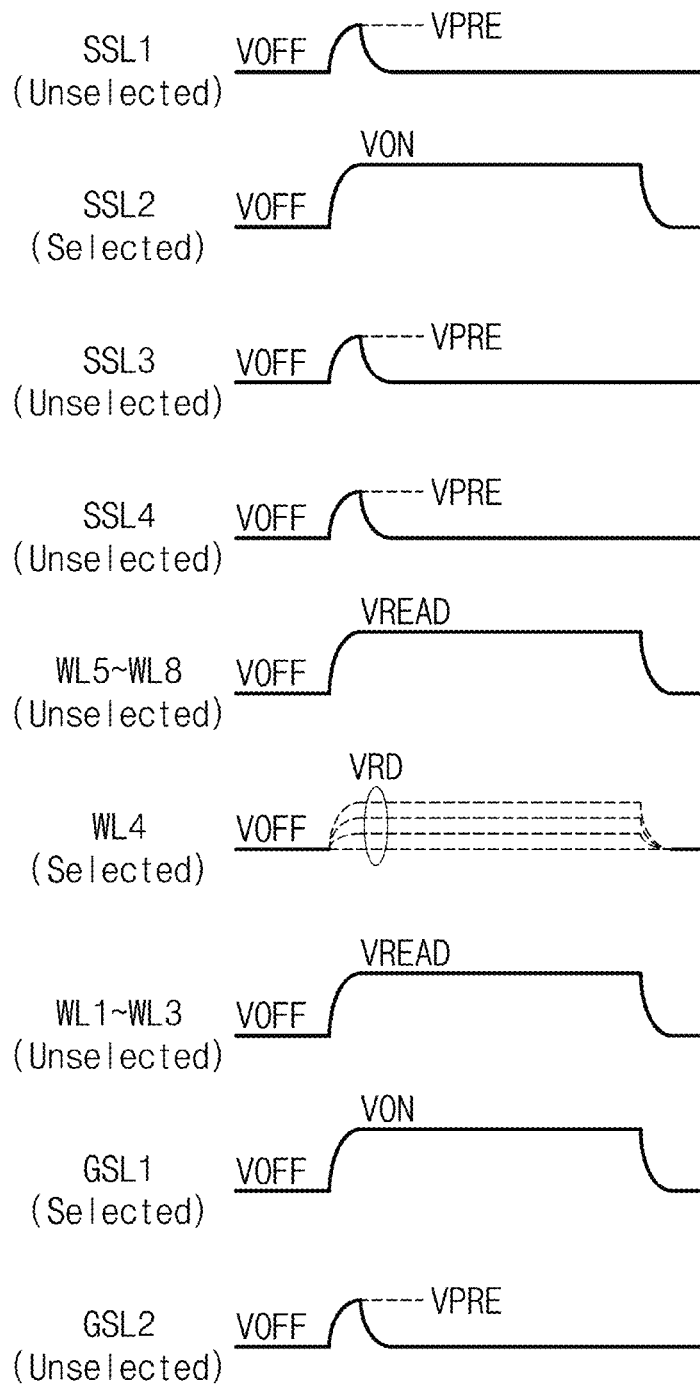 VPRE
SSL1 VOFF
(Unselected)
VON
SSL2 VOFF
(Selected)
VPRE
SSL3 VOFF
(Unselected)
VPRE
SSL4 VOFF
(Unselected)
VREAD
WL5~WL8 VOFF
(Unselected)
VRD
WL4 VOFF
(Selected)
VREAD
WL1~WL3 VOFF
(Unselected)
VON
GSL1 VOFF
(Selected)
VPRE
GSL2 VOFF
(Unselected)